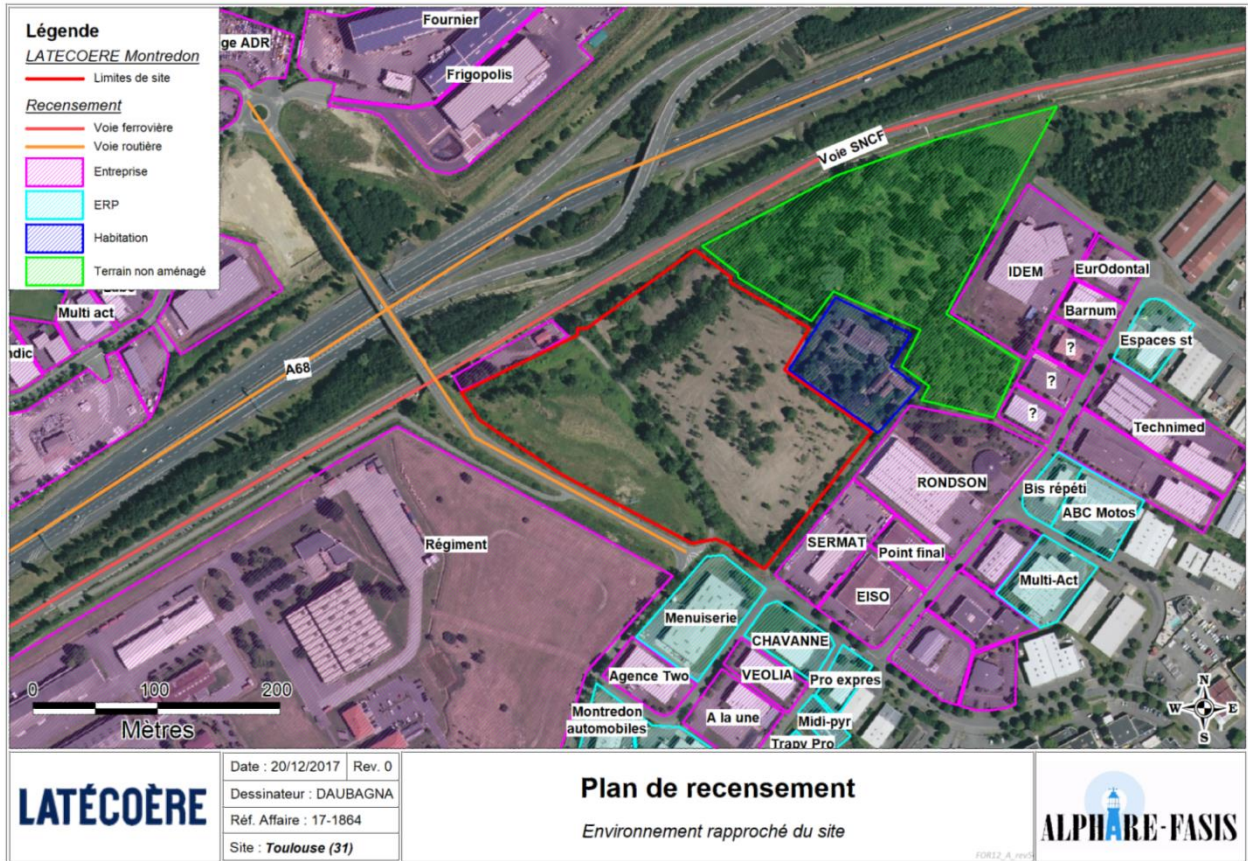 Légende
LATECOERE Montredon
Limites de site
Recensement
Voie ferrovière
Voie routière
Entreprise
ERP
Habitation
Terrain non aménagé
ge ADR
Fournier
Frigopolis
Voie SNCF
Multi act
ndic
A68
IDEM
EurOdontal
Barnum
?
?
?
Espaces st
Technimed
RONDSON
Bis répéti
ABC Motos
SERMAT
Point final
Régiment
EISO
Multi-Act
Menuiserie
CHAVANNE
Agence Two
VEOLIA
Pro expres
Montredon
automobiles
A la une
Midi-pyr
Trapy Pro
0 100 200
Mètres
N
W E
S
LATÉCOÈRE
Date : 20/12/2017 Rev. 0
Dessinateur : DAUBAGNA
Réf. Affaire : 17-1864
Site : Toulouse (31)
Plan de recensement
Environnement rapproché du site
ALPHARE-FASIS